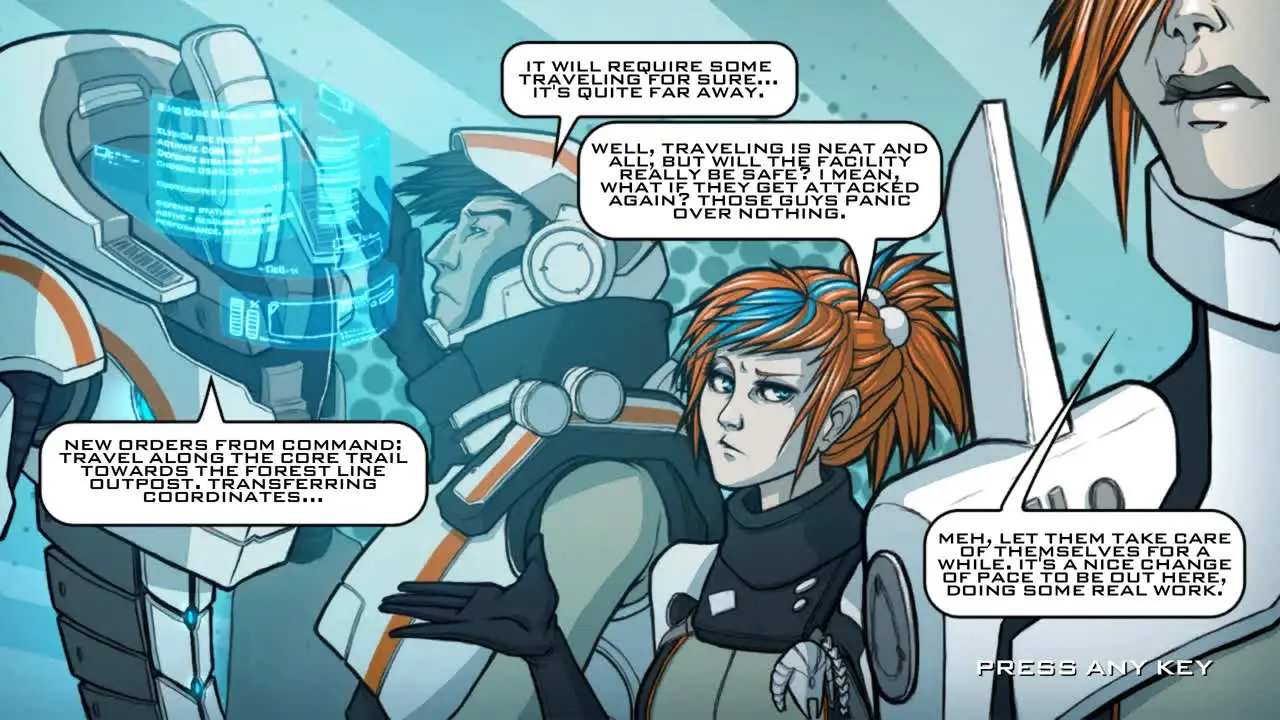 IT WILL REQUIRE SOME
TRAVELING FOR SURE...
IT'S QUITE FAR AWAY.
WELL, TRAVELING IS NEAT AND
ALL, BUT WILL THE FACILITY
REALLY BE SAFE? I MEAN,
WHAT IF THEY GET ATTACKED
AGAIN? THOSE GUYS PANIC
OVER NOTHING.
NEW ORDERS FROM COMMAND:
TRAVEL ALONG THE CORE TRAIL
TOWARDS THE FOREST LINE
OUTPOST. TRANSFERRING
COORDINATES...
MEH, LET THEM TAKE CARE
OF THEMSELVES FOR A
WHILE. IT'S A NICE CHANGE
OF PACE TO BE OUT HERE,
DOING SOME REAL WORK.
PRESS ANY KEY